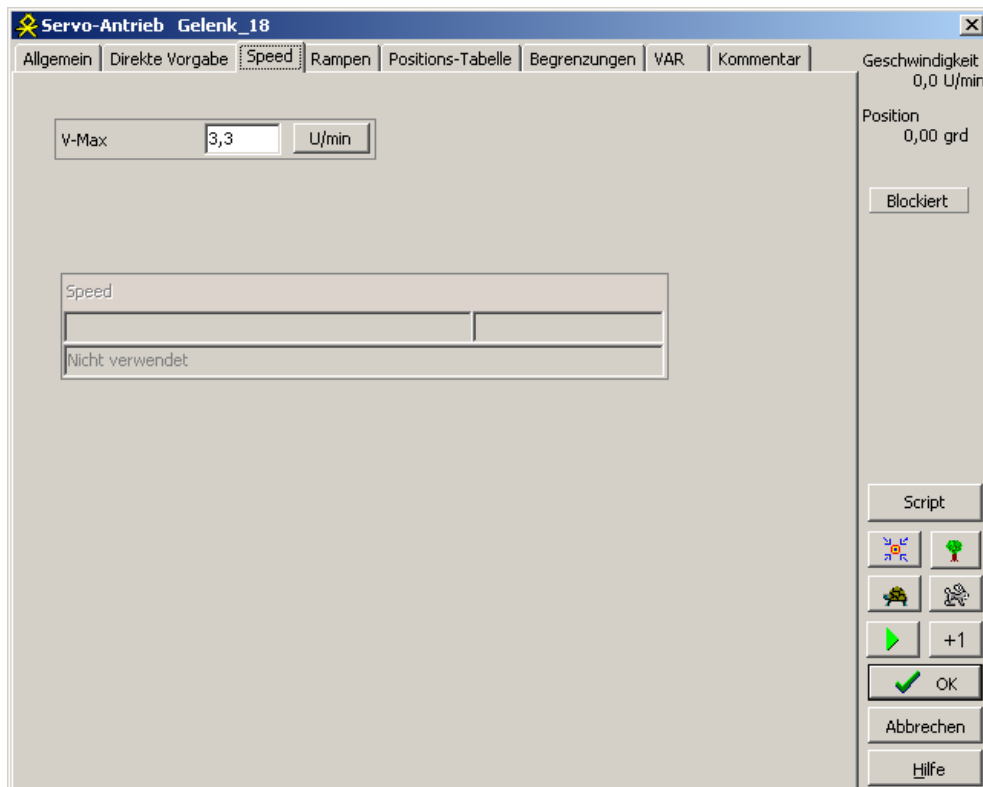 Servo-Antrieb Gelenk_18
Allgemein Direkte Vorgabe Speed Rampen Positions-Tabelle Begrenzungen VAR Kommentar
Geschwindigkeit
0,0 U/min
Position
0,00 grd
V-Max 3,3 U/min
Blockiert
Speed
Nicht verwendet
Script
+1
OK
Abbrechen
Hilfe